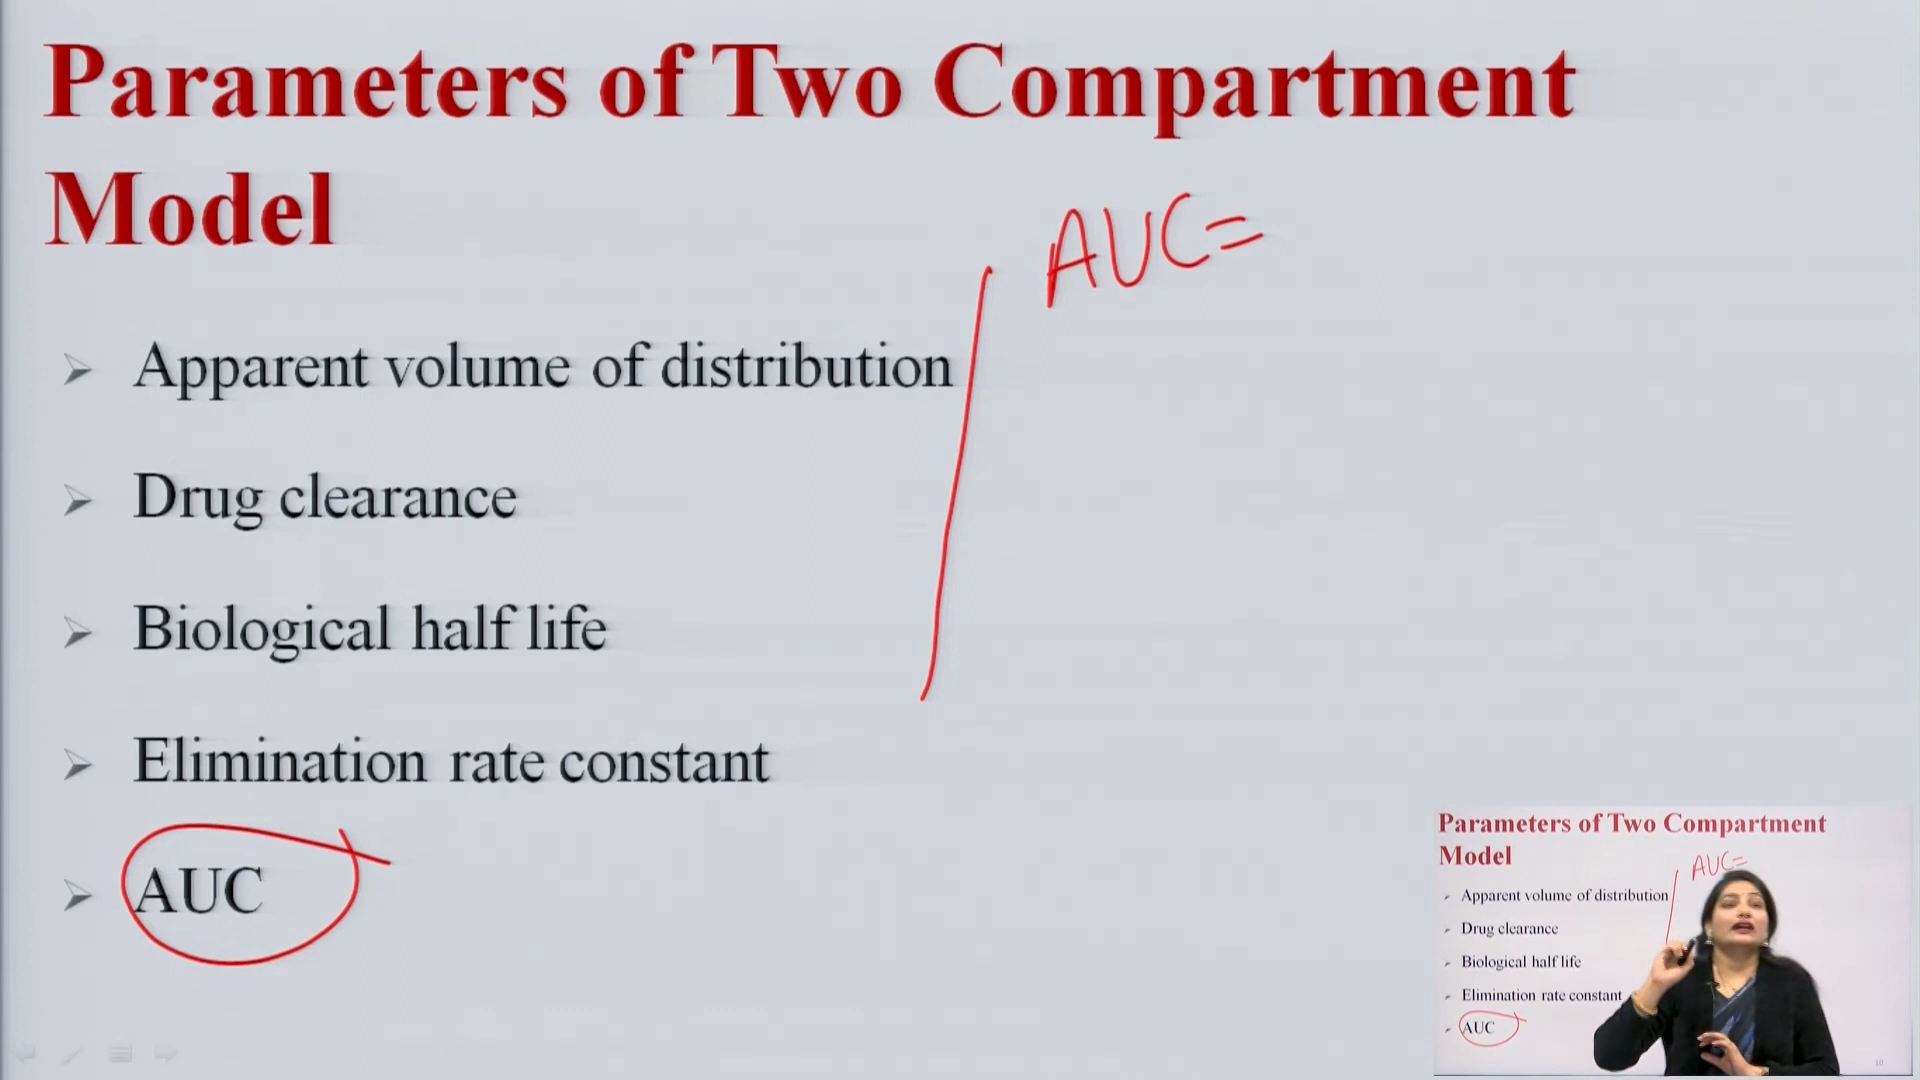 Parameters of Two Compartment
Model
AUC=
Apparent volume of distribution
Drug clearance
Biological half life
Elimination rate constant
AUC
Parameters of Two Compartment
Model
AUC=
Apparent volume of distribution
Drug clearance
Biological half life
Elimination rate constant
AUC
10